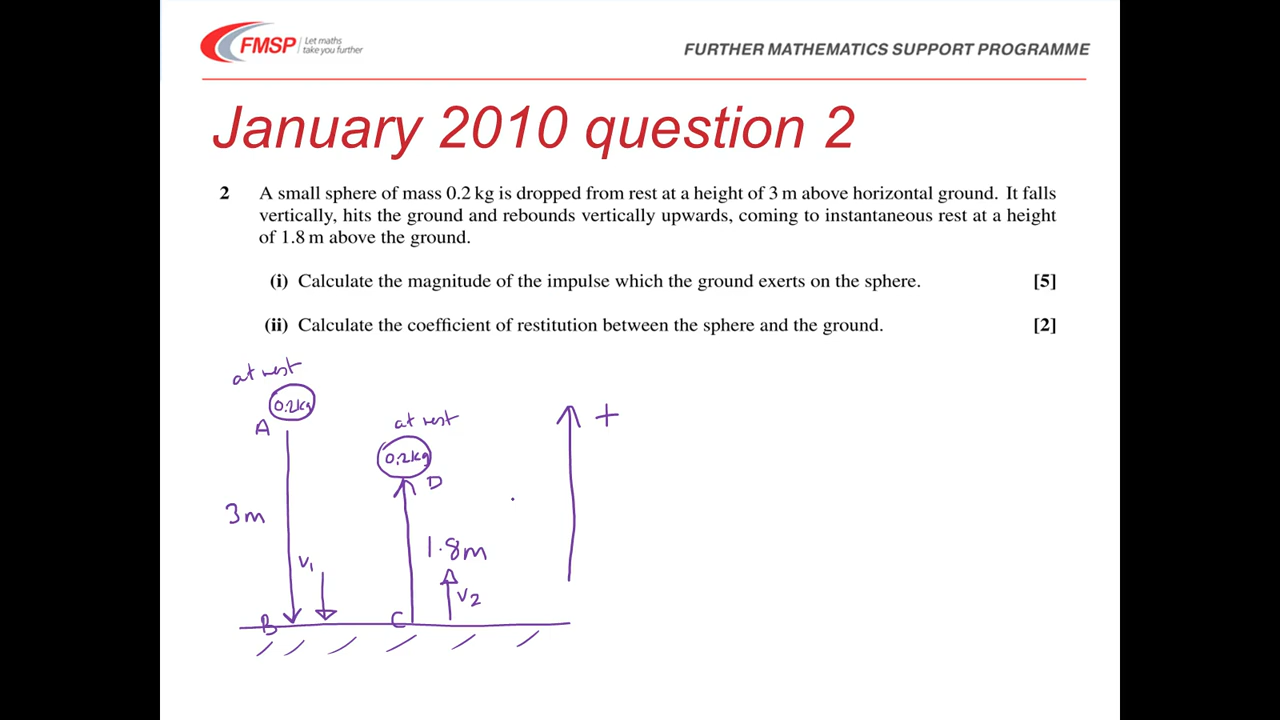 FMSP Let maths
take you further
FURTHER MATHEMATICS SUPPORT PROGRAMME
January 2010 question 2
2 A small sphere of mass 0.2 kg is dropped from rest at a height of 3 m above horizontal ground. It falls
vertically, hits the ground and rebounds vertically upwards, coming to instantaneous rest at a height
of 1.8 m above the ground.
(i) Calculate the magnitude of the impulse which the ground exerts on the sphere. [5]
(ii) Calculate the coefficient of restitution between the sphere and the ground. [2]
at rest
0.2kg
A
at rest
+
0.2kg
D
3m
1.8m
V₁
V₂
B
C